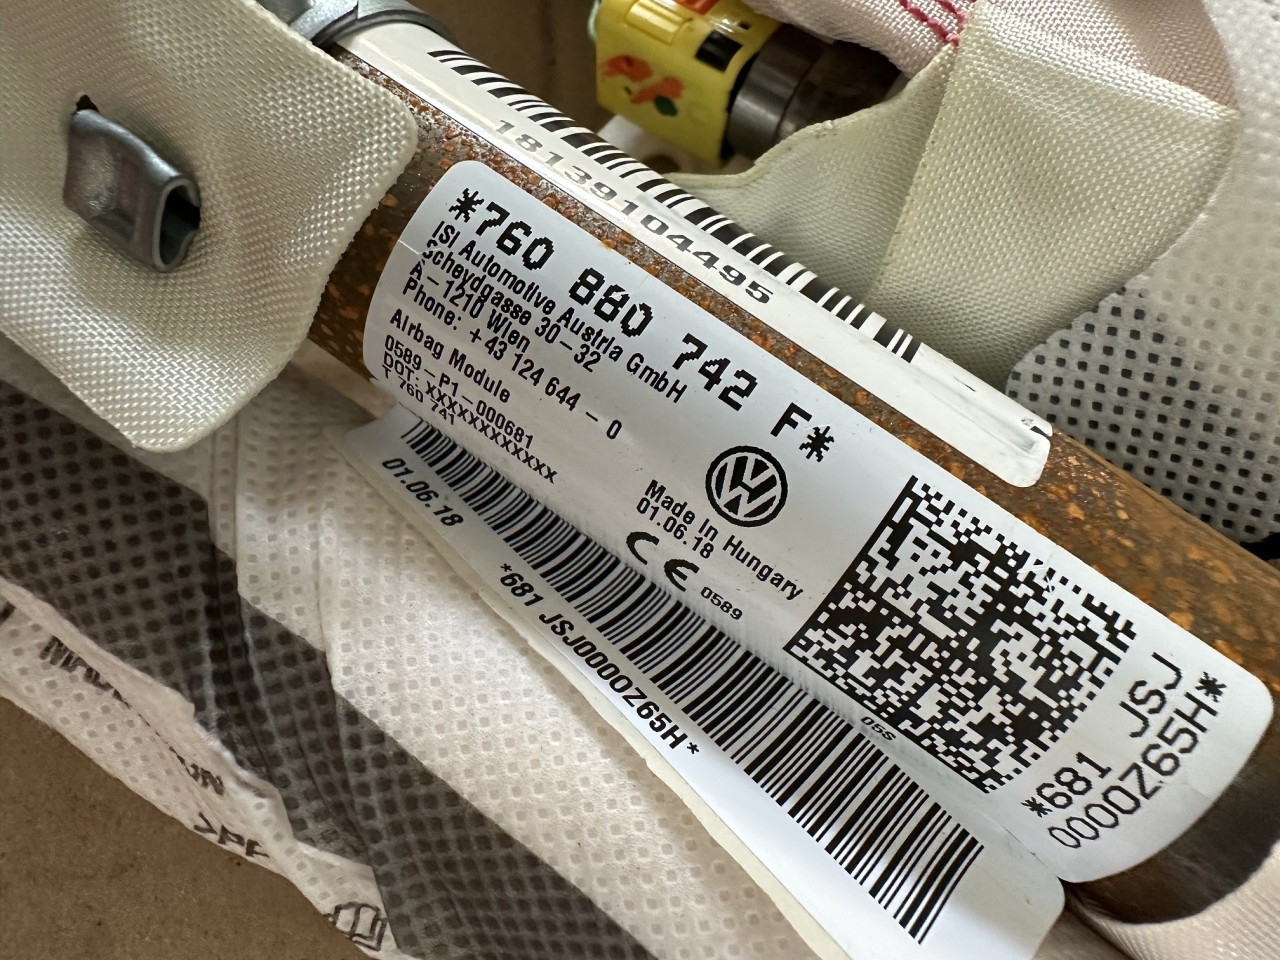 18139104495
*760 880 742 F*
ISI Automotive Austria GmbH
Scheydgasse 30-32
A-1210 Wien
Phone: +43 124 644 - 0
Airbag Module
0589-P1-000681
DOT: XXXXXXXXXXXXX
T 760 741
Made in Hungary
01.06.18
CE 0589
05S
*681 JSJ
0000Z65H*
01.06.18
*681 JSJ0000Z65H*